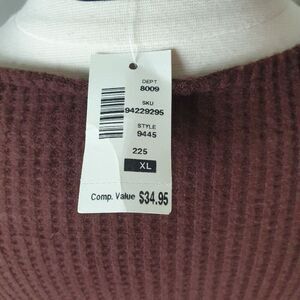 DEPT
8009
SKU
94229295
STYLE
9445
225
XL
Comp. Value $34.95